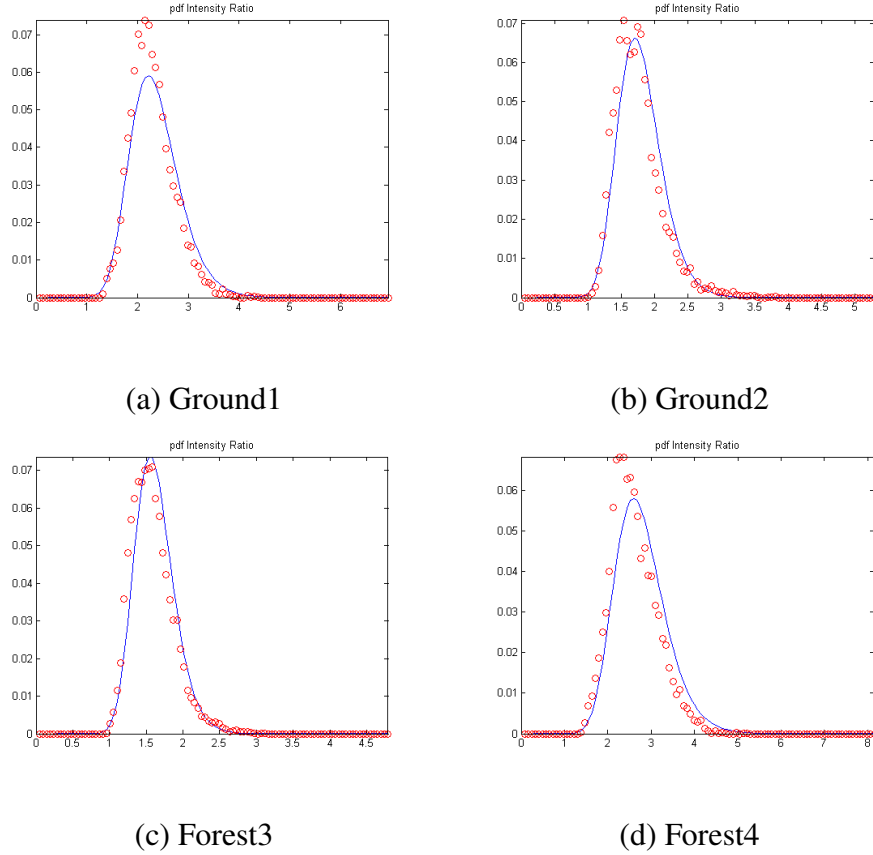 pdf Intensity Ratio
0.07
0.06
0.05
0.04
0.03
0.02
0.01
0
0 1 2 3 4 5 6
(a) Ground1
pdf Intensity Ratio
0.07
0.06
0.05
0.04
0.03
0.02
0.01
0
0 0.5 1 1.5 2 2.5 3 3.5 4 4.5 5
(b) Ground2
pdf Intensity Ratio
0.07
0.06
0.05
0.04
0.03
0.02
0.01
0
0 0.5 1 1.5 2 2.5 3 3.5 4 4.5
(c) Forest3
pdf Intensity Ratio
0.06
0.05
0.04
0.03
0.02
0.01
0
0 1 2 3 4 5 6 7 8
(d) Forest4